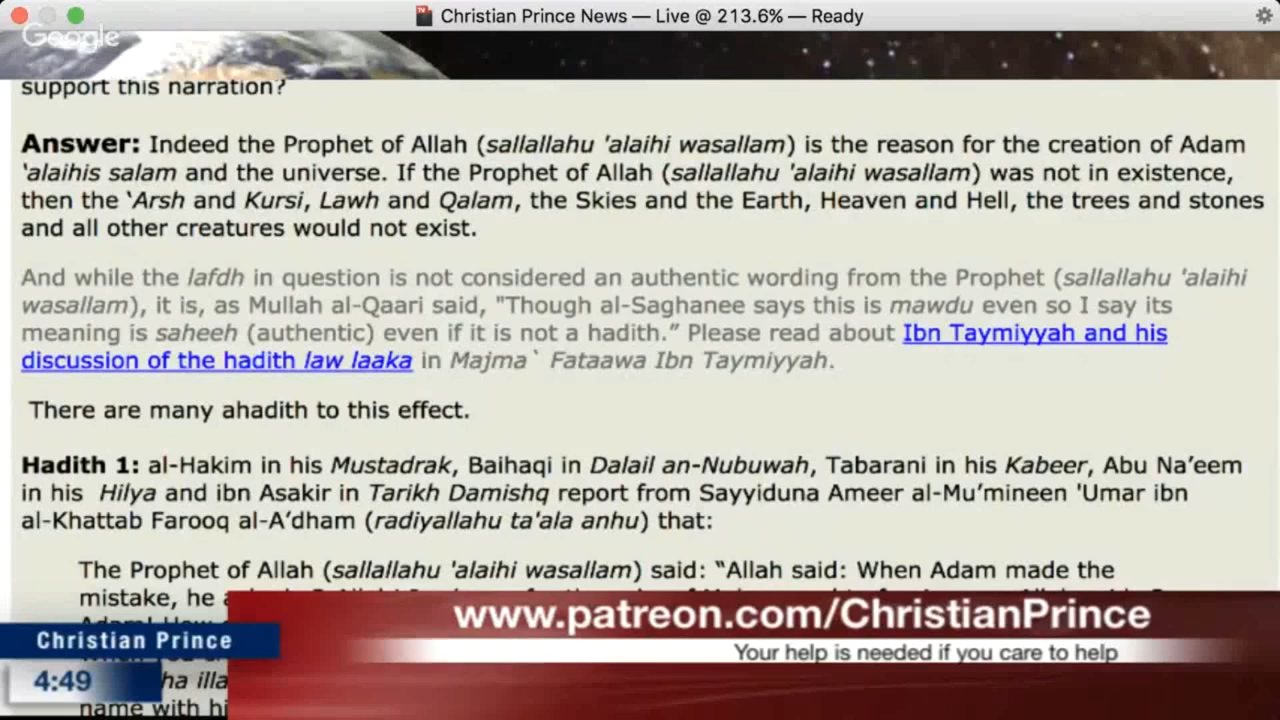 Christian Prince News — Live @ 213.6% — Ready
Google
support this narration?
Answer: Indeed the Prophet of Allah (sallallahu 'alaihi wasallam) is the reason for the creation of Adam
'alaihis salam and the universe. If the Prophet of Allah (sallallahu 'alaihi wasallam) was not in existence,
then the ‘Arsh and Kursi, Lawh and Qalam, the Skies and the Earth, Heaven and Hell, the trees and stones
and all other creatures would not exist.
And while the lafdh in question is not considered an authentic wording from the Prophet (sallallahu 'alaihi
wasallam), it is, as Mullah al-Qaari said, "Though al-Saghanee says this is mawdu even so I say its
meaning is saheeh (authentic) even if it is not a hadith.” Please read about Ibn Taymiyyah and his
discussion of the hadith law laaka in Majma` Fataawa Ibn Taymiyyah.
There are many ahadith to this effect.
Hadith 1: al-Hakim in his Mustadrak, Baihaqi in Dalail an-Nubuwah, Tabarani in his Kabeer, Abu Na’eem
in his Hilya and ibn Asakir in Tarikh Damishq report from Sayyiduna Ameer al-Mu’mineen 'Umar ibn
al-Khattab Farooq al-A’dham (radiyallahu ta'ala anhu) that:
The Prophet of Allah (sallallahu 'alaihi wasallam) said: “Allah said: When Adam made the
mistake, he
www.patreon.com/ChristianPrince
Christian Prince
Your help is needed if you care to help
4:49
ha illa
name with hi